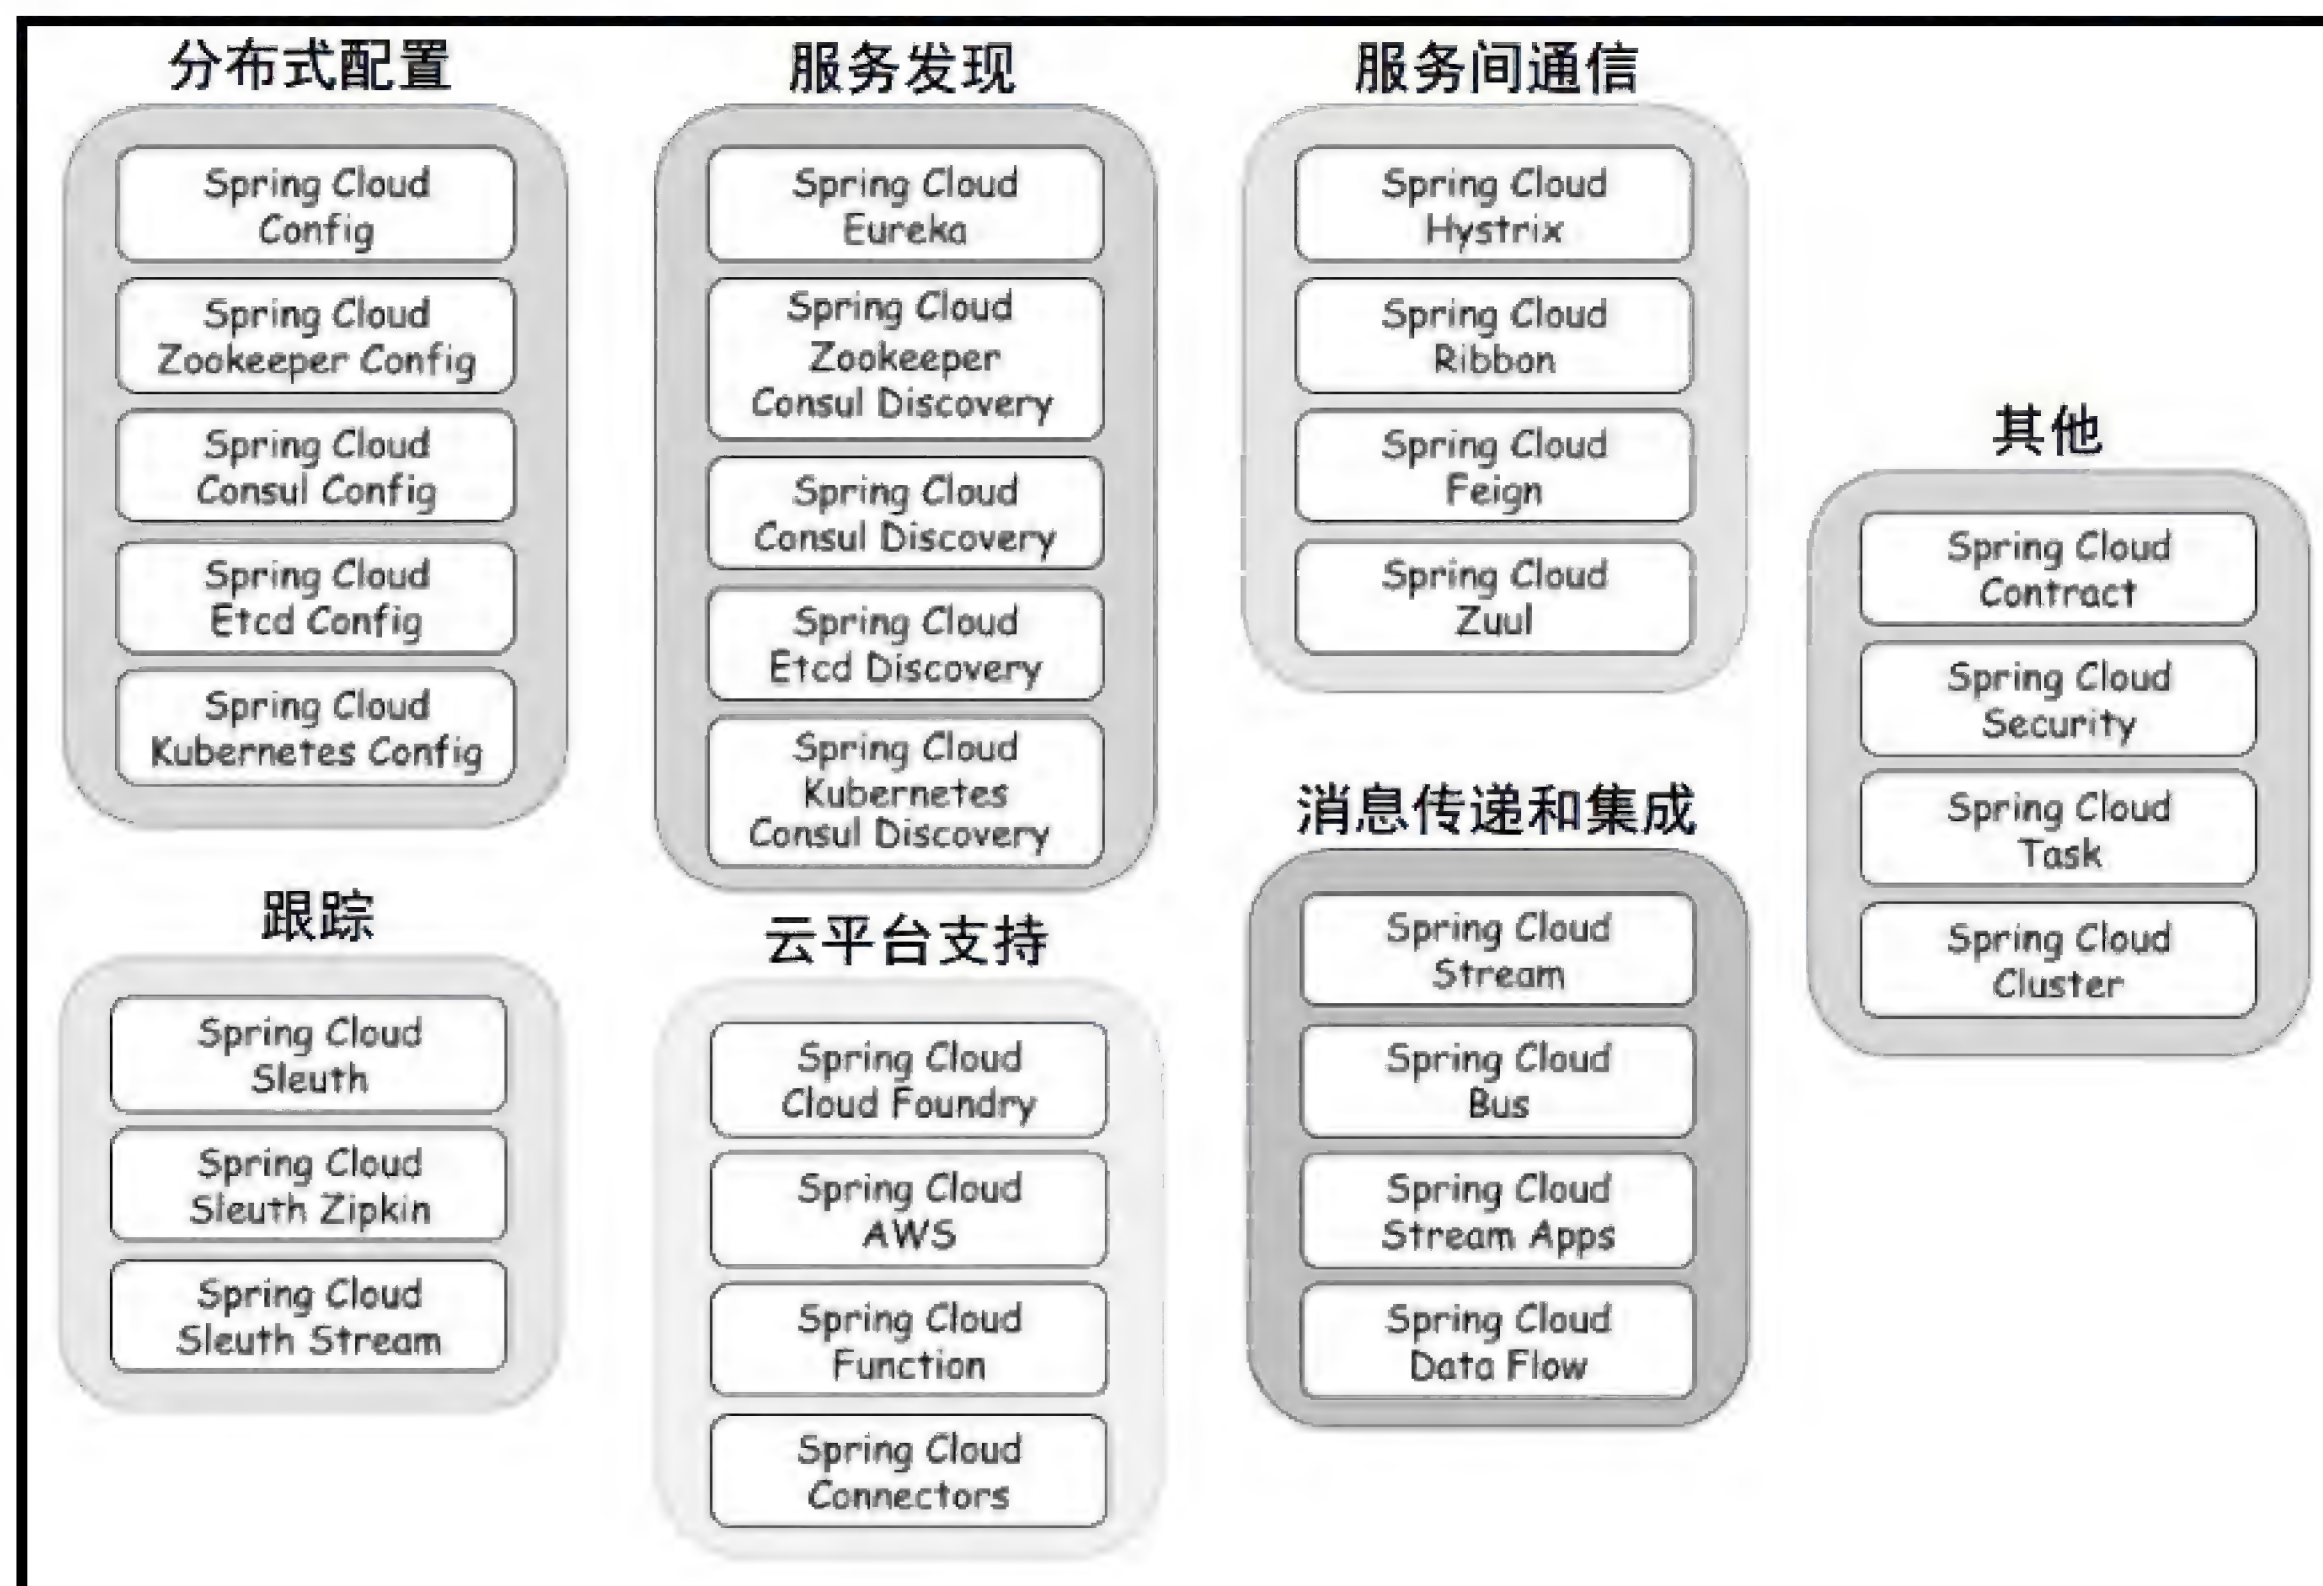 分布式配置
Spring Cloud
Config
Spring Cloud
Zookeeper Config
Spring Cloud
Consul Config
Spring Cloud
Etcd Config
Spring Cloud
Kubernetes Config
服务发现
Spring Cloud
Eureka
Spring Cloud
Zookeeper
Consul Discovery
Spring Cloud
Consul Discovery
Spring Cloud
Etcd Discovery
Spring Cloud
Kubernetes
Consul Discovery
服务间通信
Spring Cloud
Hystrix
Spring Cloud
Ribbon
Spring Cloud
Feign
Spring Cloud
Zuul
其他
Spring Cloud
Contract
Spring Cloud
Security
Spring Cloud
Task
Spring Cloud
Cluster
跟踪
Spring Cloud
Sleuth
Spring Cloud
Sleuth Zipkin
Spring Cloud
Sleuth Stream
云平台支持
Spring Cloud
Cloud Foundry
Spring Cloud
AWS
Spring Cloud
Function
Spring Cloud
Connectors
消息传递和集成
Spring Cloud
Stream
Spring Cloud
Bus
Spring Cloud
Stream Apps
Spring Cloud
Data Flow